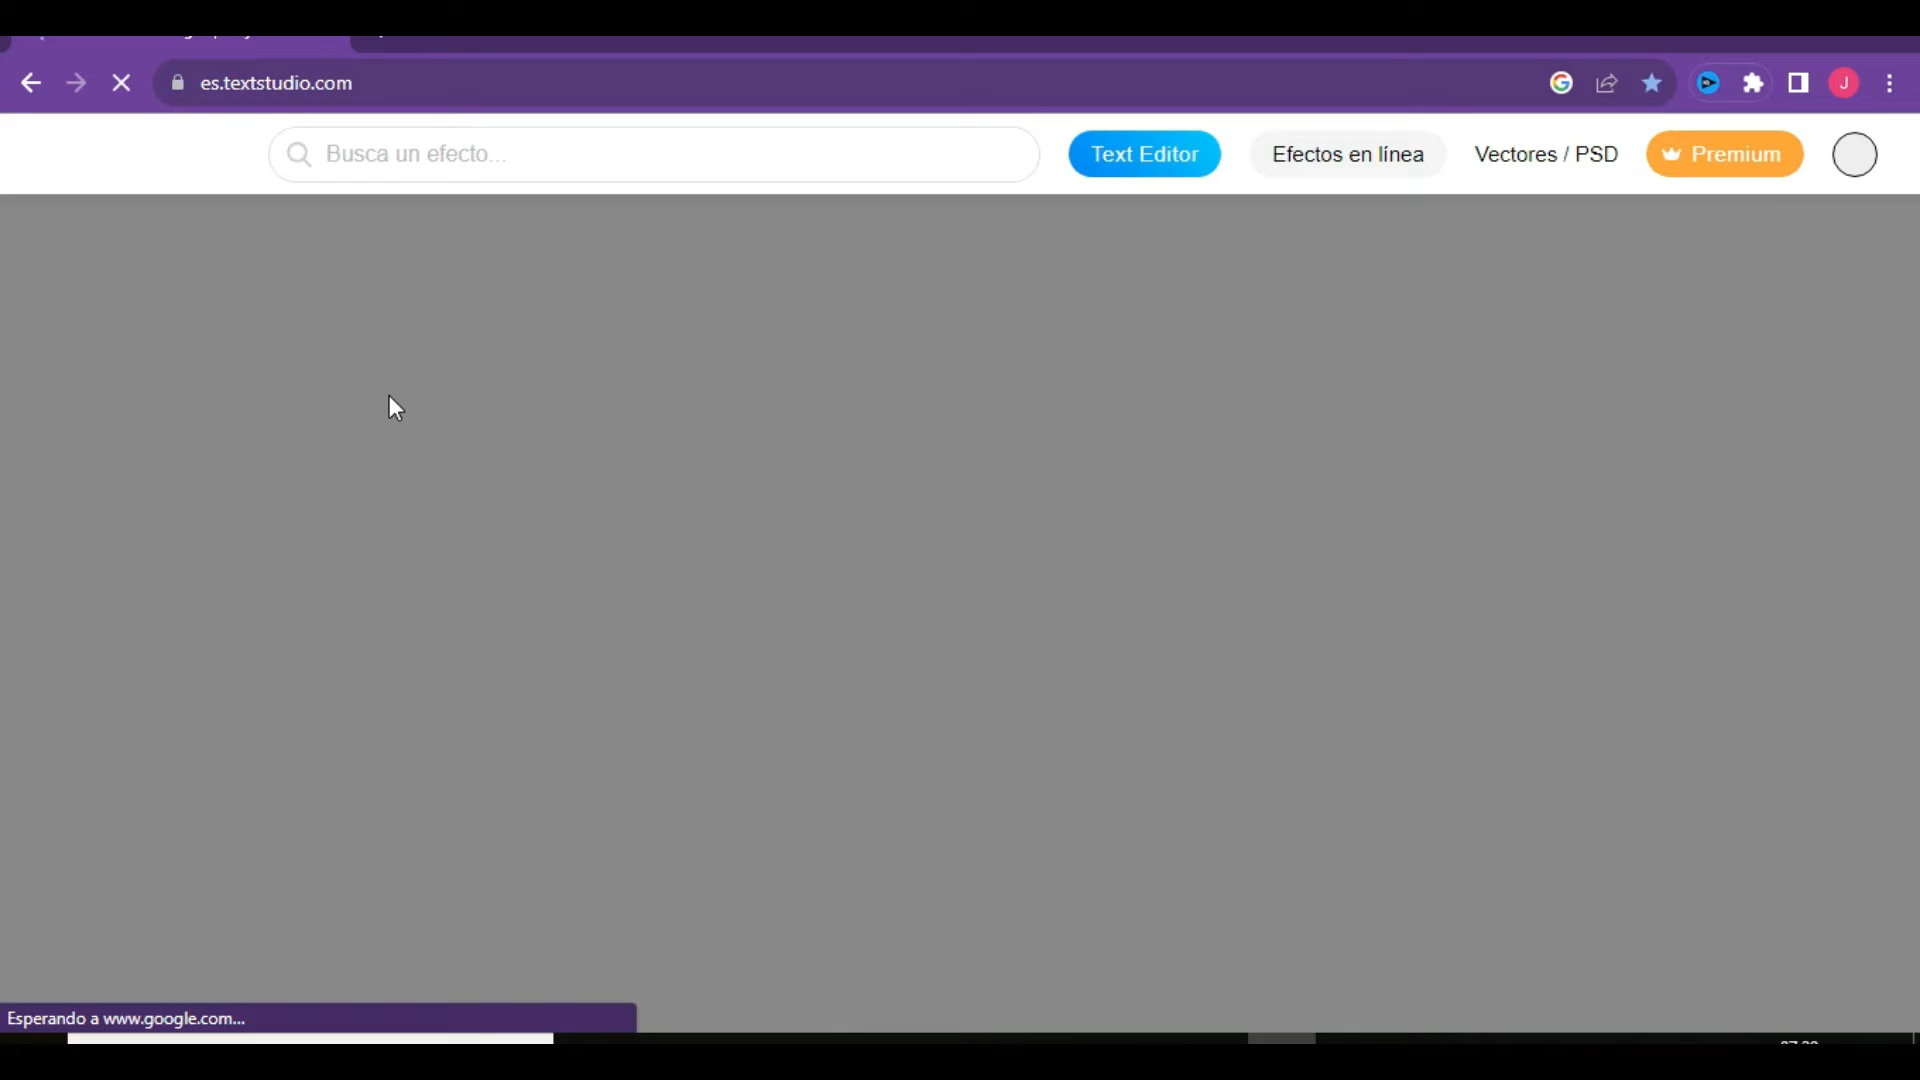 es.textstudio.com
J
Busca un efecto...
Text Editor
Efectos en línea
Vectores / PSD
Premium
Esperando a www.google.com...